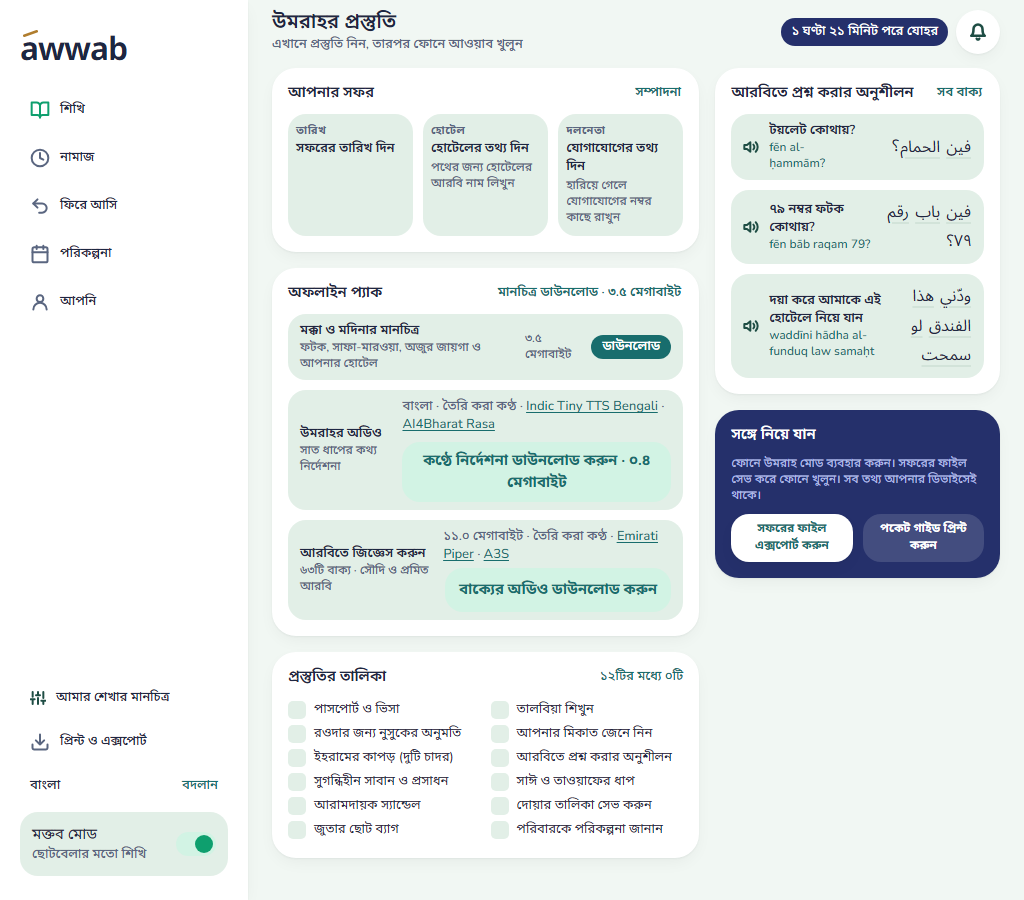 awwab
শিখি
নামাজ
ফিরে আসি
পরিকল্পনা
আপনি
আমার শেখার মানচিত্র
প্রিন্ট ও এক্সপোর্ট
বাংলা
বদলান
মক্তব মোড
ছোটবেলার মতো শিখি
উমরাহর প্রস্তুতি
এখানে প্রস্তুতি নিন, তারপর ফোনে আওয়াব খুলুন
১ ঘণ্টা ২১ মিনিট পরে যোহর
আপনার সফর
সম্পাদনা
তারিখ
সফরের তারিখ দিন
হোটেল
হোটেলের তথ্য দিন
পথের জন্য হোটেলের
আরবি নাম লিখুন
দলনেতা
যোগাযোগের তথ্য
দিন
হারিয়ে গেলে
যোগাযোগের নম্বর
কাছে রাখুন
অফলাইন প্যাক
মানচিত্র ডাউনলোড · ৩.৫ মেগাবাইট
মক্কা ও মদিনার মানচিত্র
ফটক, সাফা-মারওয়া, অজুর জায়গা ও
আপনার হোটেল
৩.৫
মেগাবাইট
ডাউনলোড
উমরাহর অডিও
সাত ধাপের কথ্য
নির্দেশনা
বাংলা · তৈরি করা কণ্ঠ · Indic Tiny TTS Bengali ·
AI4Bharat Rasa
কণ্ঠে নির্দেশনা ডাউনলোড করুন · ০.৪
মেগাবাইট
আরবিতে জিজ্ঞেস করুন
৬৩টি বাক্য · সৌদি ও প্রমিত
আরবি
১১.০ মেগাবাইট · তৈরি করা কণ্ঠ · Emirati
Piper · A3S
বাক্যের অডিও ডাউনলোড করুন
প্রস্তুতির তালিকা
১২টির মধ্যে ০টি
পাসপোর্ট ও ভিসা
রওদার জন্য নুসুকের অনুমতি
ইহরামের কাপড় (দুটি চাদর)
সুগন্ধিহীন সাবান ও প্রসাধন
আরামদায়ক স্যান্ডেল
জুতার ছোট ব্যাগ
তালবিয়া শিখুন
আপনার মিকাত জেনে নিন
আরবিতে প্রশ্ন করার অনুশীলন
সাঈ ও তাওয়াফের ধাপ
দোয়ার তালিকা সেভ করুন
পরিবারকে পরিকল্পনা জানান
আরবিতে প্রশ্ন করার অনুশীলন
সব বাক্য
টয়লেট কোথায়?
fēn al-
ḥammām?
فين الحمام؟
৭৯ নম্বর ফটক
কোথায়?
fēn bāb raqam 79?
فين باب رقم
٧٩؟
দয়া করে আমাকে এই
হোটেলে নিয়ে যান
waddīni hādha al-
funduq law samaḥt
ودّني هذا
الفندق لو
سمحت
সঙ্গে নিয়ে যান
ফোনে উমরাহ মোড ব্যবহার করুন। সফরের ফাইল
সেভ করে ফোনে খুলুন। সব তথ্য আপনার ডিভাইসেই
থাকে।
সফরের ফাইল
এক্সপোর্ট করুন
পকেট গাইড প্রিন্ট
করুন